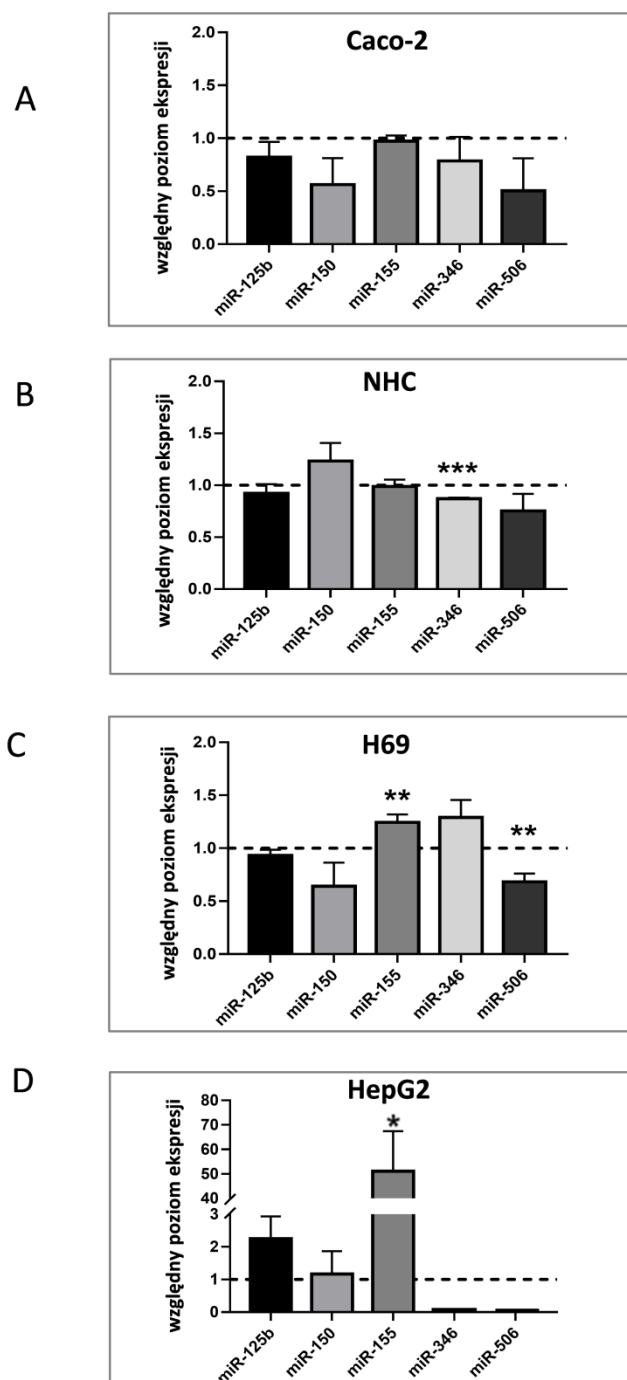 A
Caco-2
względny poziom ekspresji
2.0
1.5
1.0
0.5
0.0
miR-125b
miR-150
miR-155
miR-346
miR-506
B
NHC
względny poziom ekspresji
2.0
1.5
1.0
0.5
0.0
***
miR-125b
miR-150
miR-155
miR-346
miR-506
C
H69
względny poziom ekspresji
2.0
1.5
1.0
0.5
0.0
**
**
miR-125b
miR-150
miR-155
miR-346
miR-506
D
HepG2
względny poziom ekspresji
80
70
60
50
40
3
2
1
0
*
miR-125b
miR-150
miR-155
miR-346
miR-506